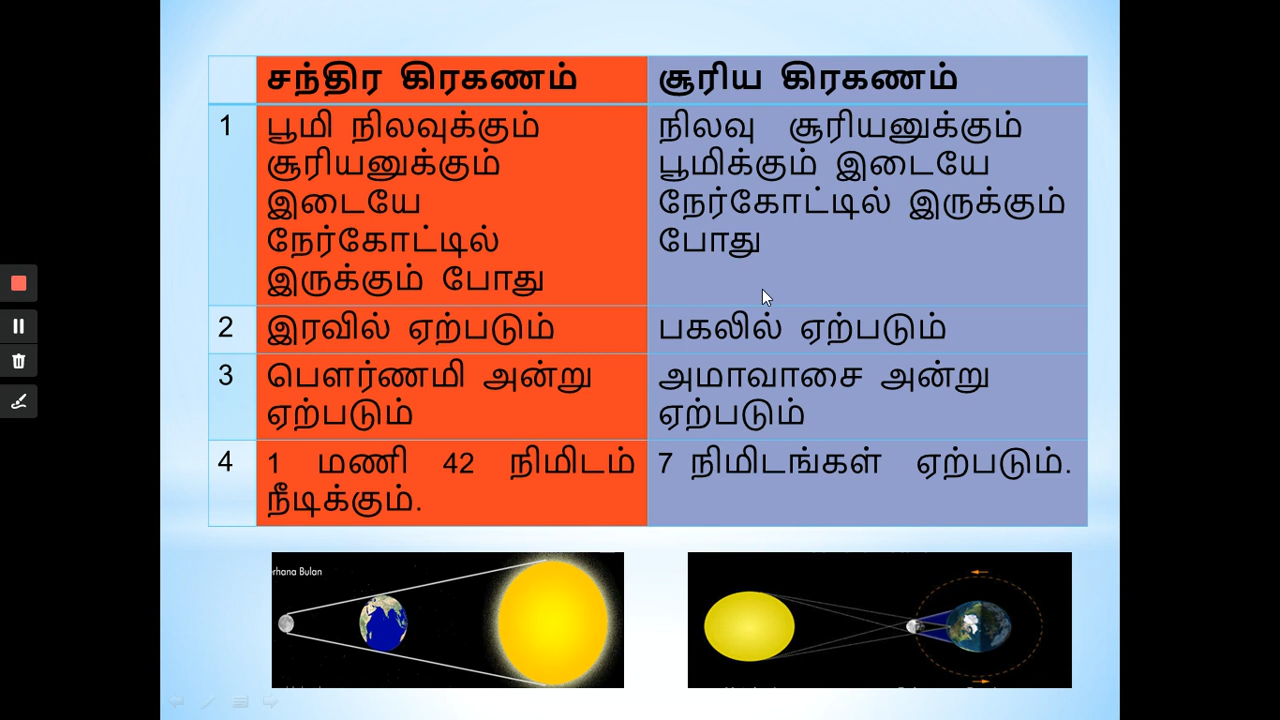 சந்திர கிரகணம்
சூரிய கிரகணம்
1
பூமி நிலவுக்கும்
சூரியனுக்கும்
இடையே
நேர்கோட்டில்
இருக்கும் போது
நிலவு சூரியனுக்கும்
பூமிக்கும் இடையே
நேர்கோட்டில் இருக்கும்
போது
2
இரவில் ஏற்படும்
பகலில் ஏற்படும்
3
பௌர்ணமி அன்று
ஏற்படும்
அமாவாசை அன்று
ஏற்படும்
4
1 மணி 42 நிமிடம்
நீடிக்கும்.
7 நிமிடங்கள் ஏற்படும்.
erhana Bulan